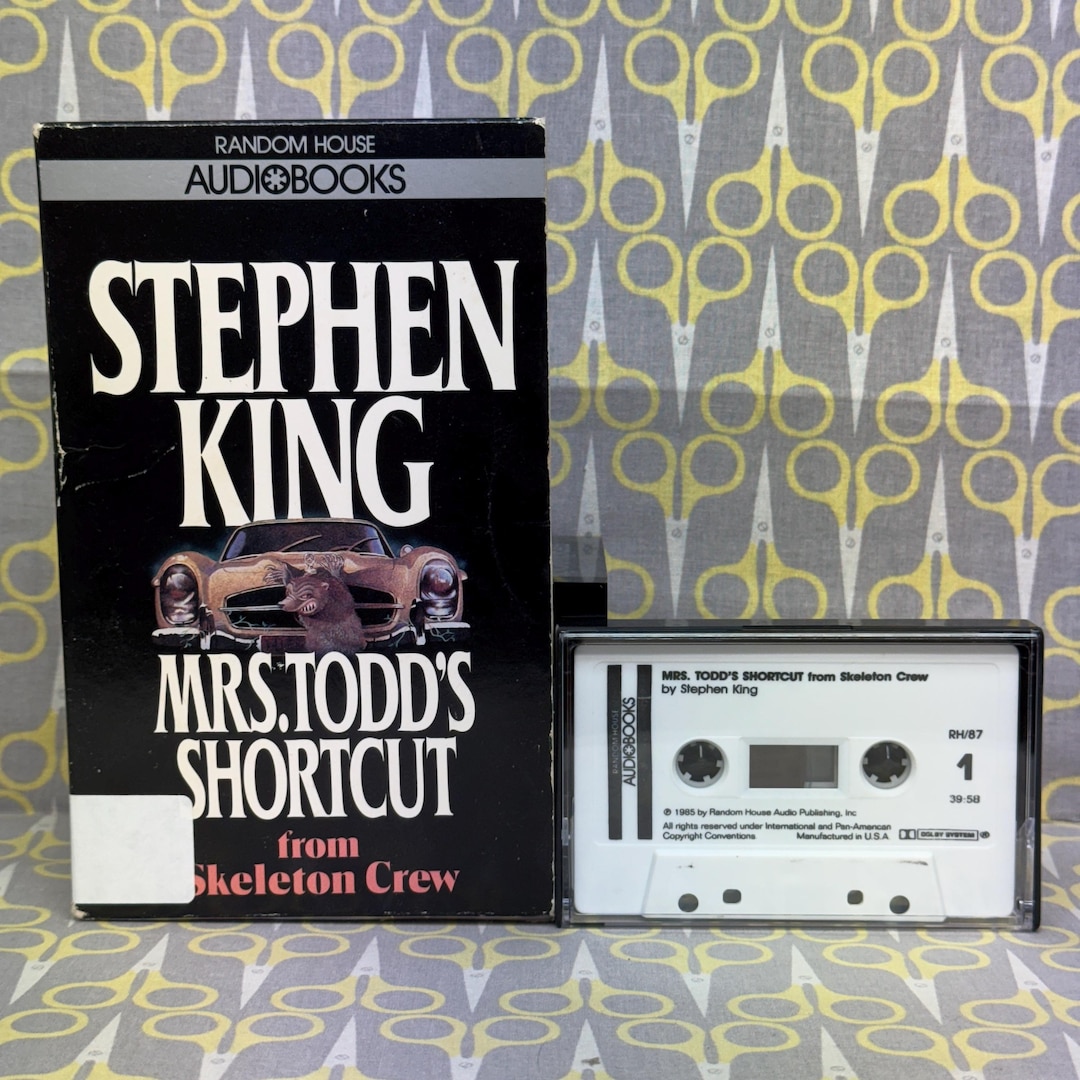 RANDOM HOUSE
AUDIOBOOKS
STEPHEN
KING
MRS. TODD'S
SHORTCUT
from
Skeleton Crew
RANDOM HOUSE
AUDIOBOOKS
MRS. TODD'S SHORTCUT from Skeleton Crew
by Stephen King
RH/87
1
39:58
℗ 1985 by Random House Audio Publishing, Inc
All rights reserved under International and Pan-American
Copyright Conventions Manufactured in U.S.A
DOLBY SYSTEM ®